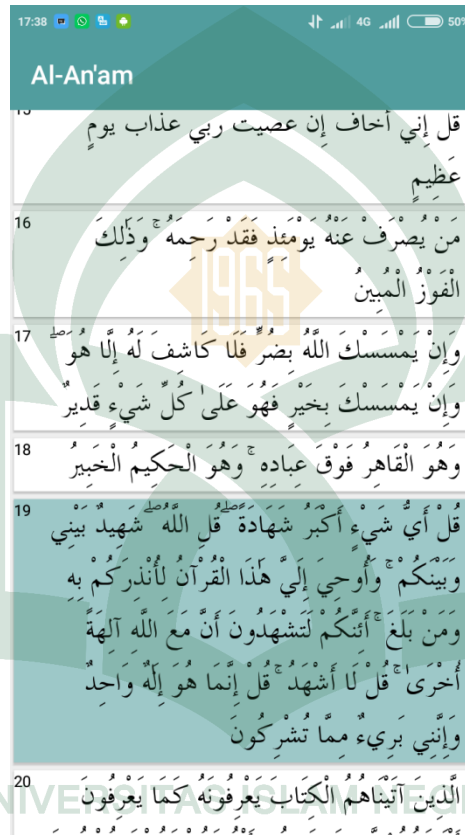 17:38 4G 50%
Al-An'am
قل إني أخاف إن عصيت ربي عذاب يومٍ
عَظِيمٍ
16 مَنْ يُصْرَفْ عَنْهُ يَوْمَئِذٍ فَقَدْ رَحِمَهُ ۚ وَذَٰلِكَ
الْفَوْزُ الْمُبِينُ
17 وَإِنْ يَمْسَسْكَ اللَّهُ بِضُرٍّ فَلَا كَاشِفَ لَهُ إِلَّا هُوَ ۖ
وَإِنْ يَمْسَسْكَ بِخَيْرٍ فَهُوَ عَلَىٰ كُلِّ شَيْءٍ قَدِيرٌ
18 وَهُوَ الْقَاهِرُ فَوْقَ عِبَادِهِ ۚ وَهُوَ الْحَكِيمُ الْخَبِيرُ
19 قُلْ أَيُّ شَيْءٍ أَكْبَرُ شَهَادَةً ۖ قُلِ اللَّهُ ۖ شَهِيدٌ بَيْنِي
وَبَيْنَكُمْ ۚ وَأُوحِيَ إِلَيَّ هَٰذَا الْقُرْآنُ لِأُنْذِرَكُمْ بِهِ
وَمَنْ بَلَغَ ۚ أَئِنَّكُمْ لَتَشْهَدُونَ أَنَّ مَعَ اللَّهِ آلِهَةً
أُخْرَىٰ ۚ قُلْ لَا أَشْهَدُ ۚ قُلْ إِنَّمَا هُوَ إِلَٰهٌ وَاحِدٌ
وَإِنَّنِي بَرِيءٌ مِمَّا تُشْرِكُونَ
20 الَّذِينَ آتَيْنَاهُمُ الْكِتَابَ يَعْرِفُونَهُ كَمَا يَعْرِفُونَ
1965
ISLAM